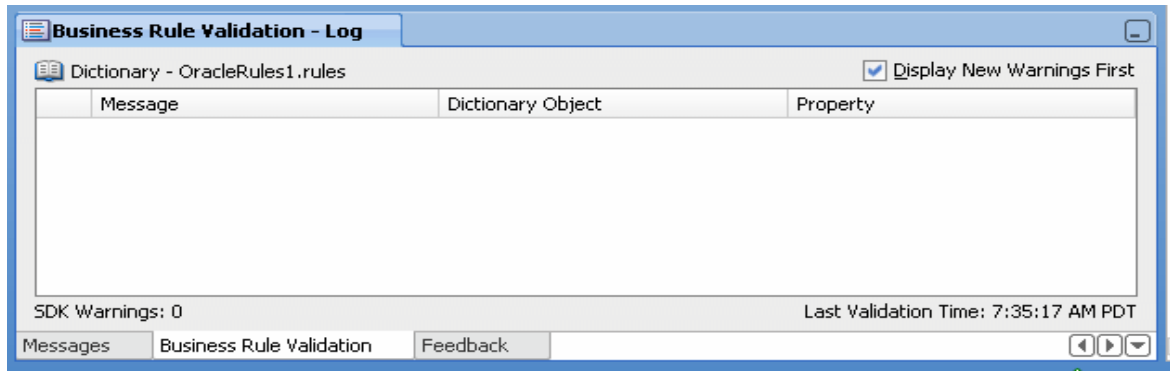 Business Rule Validation - Log
Dictionary - OracleRules1.rules
Display New Warnings First
Message Dictionary Object Property
SDK Warnings: 0
Last Validation Time: 7:35:17 AM PDT
Messages Business Rule Validation Feedback